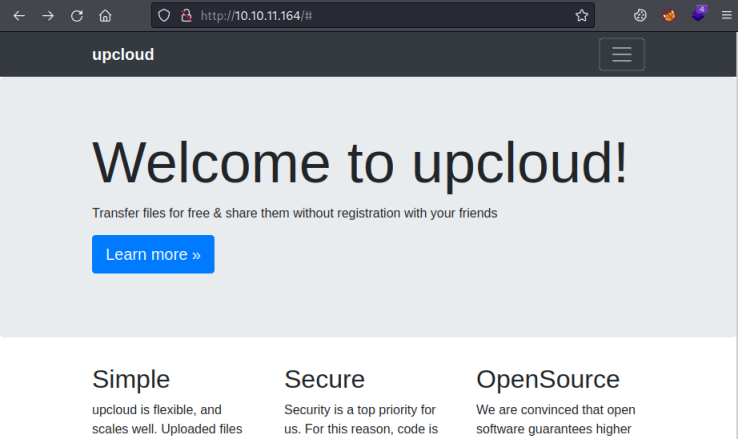 http://10.10.11.164/#
4
upcloud
Welcome to upcloud!
Transfer files for free & share them without registration with your friends
Learn more »
Simple
Secure
OpenSource
upcloud is flexible, and
scales well. Uploaded files
Security is a top priority for
us. For this reason, code is
We are convinced that open
software guarantees higher